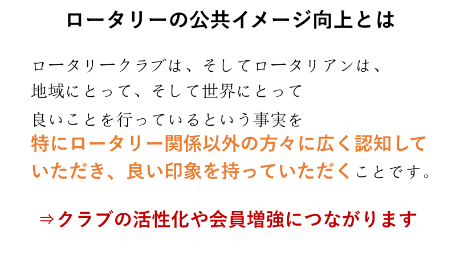 ロータリーの公共イメージ向上とは
ロータリークラブは、そしてロータリアンは、
地域にとって、そして世界にとって
良いことを行っているという事実を
特にロータリー関係以外の方々に広く認知して
いただき、良い印象を持っていただくことです。
⇒クラブの活性化や会員増強につながります